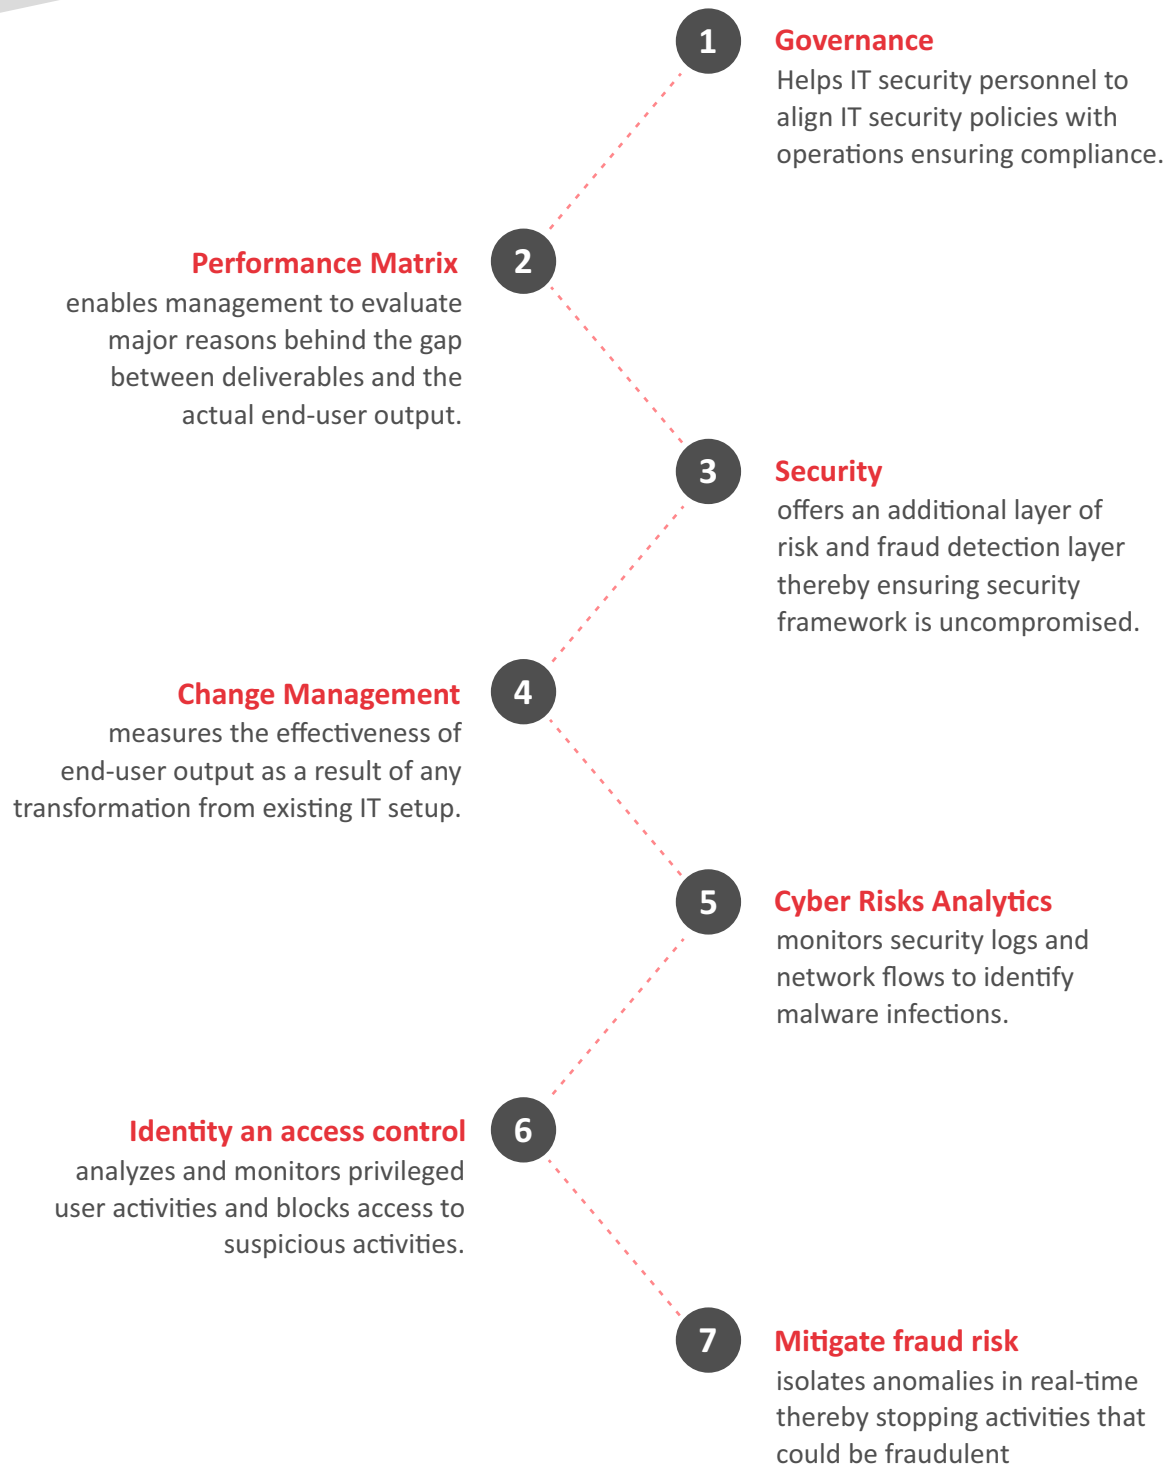 1
Governance
Helps IT security personnel to
align IT security policies with
operations ensuring compliance.
2
Performance Matrix
enables management to evaluate
major reasons behind the gap
between deliverables and the
actual end-user output.
3
Security
offers an additional layer of
risk and fraud detection layer
thereby ensuring security
framework is uncompromised.
4
Change Management
measures the effectiveness of
end-user output as a result of any
transformation from existing IT setup.
5
Cyber Risks Analytics
monitors security logs and
network flows to identify
malware infections.
6
Identity an access control
analyzes and monitors privileged
user activities and blocks access to
suspicious activities.
7
Mitigate fraud risk
isolates anomalies in real-time
thereby stopping activities that
could be fraudulent